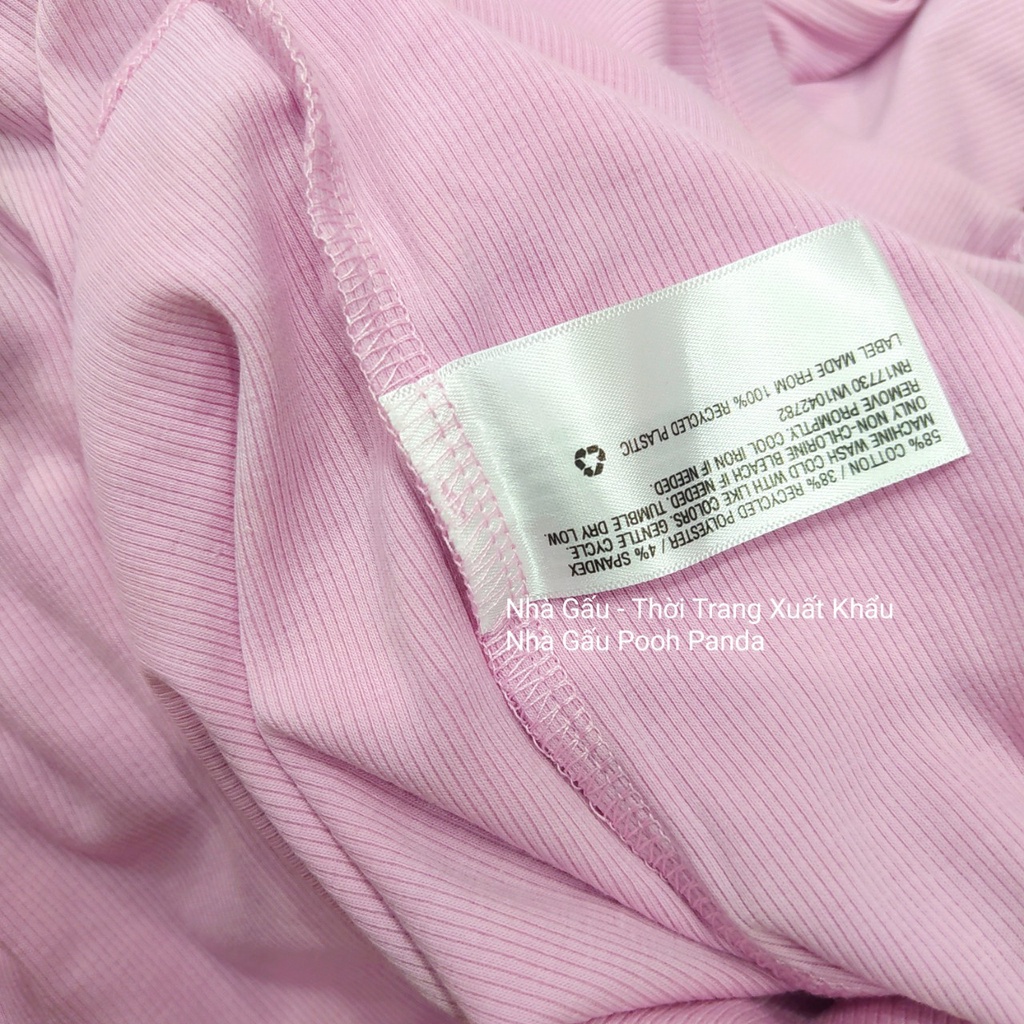 58% COTTON / 38% RECYCLED POLYESTER / 4% SPANDEX
MACHINE WASH COLD WITH LIKE COLORS. GENTLE CYCLE.
ONLY NON-CHLORINE BLEACH IF NEEDED. TUMBLE DRY LOW.
REMOVE PROMPTLY. COOL IRON IF NEEDED.
RN17730 VN1042782
LABEL MADE FROM 100% RECYCLED PLASTIC
Nhà Gấu - Thời Trang Xuất Khẩu
Nhà Gấu Pooh Panda